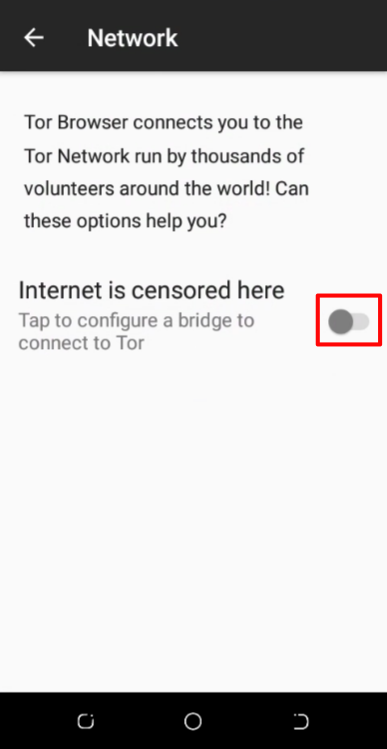 Network
Tor Browser connects you to the
Tor Network run by thousands of
volunteers around the world! Can
these options help you?
Internet is censored here
Tap to configure a bridge to
connect to Tor